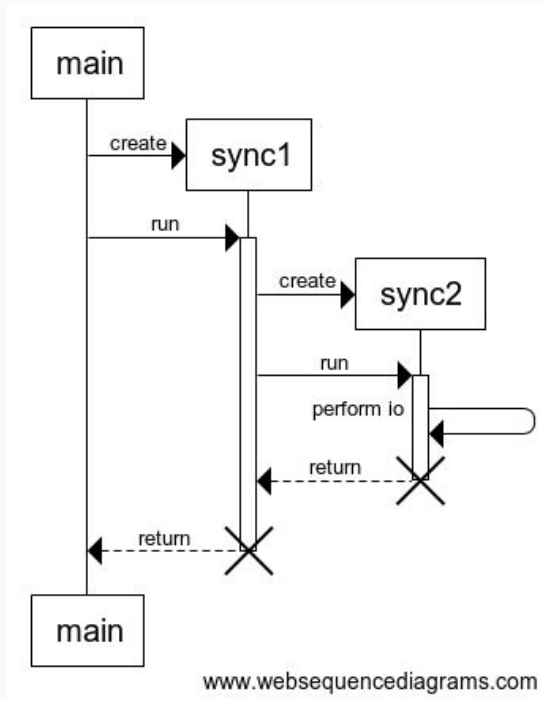 main
create
sync1
run
create
sync2
run
perform io
return
return
main
www.websequencediagrams.com